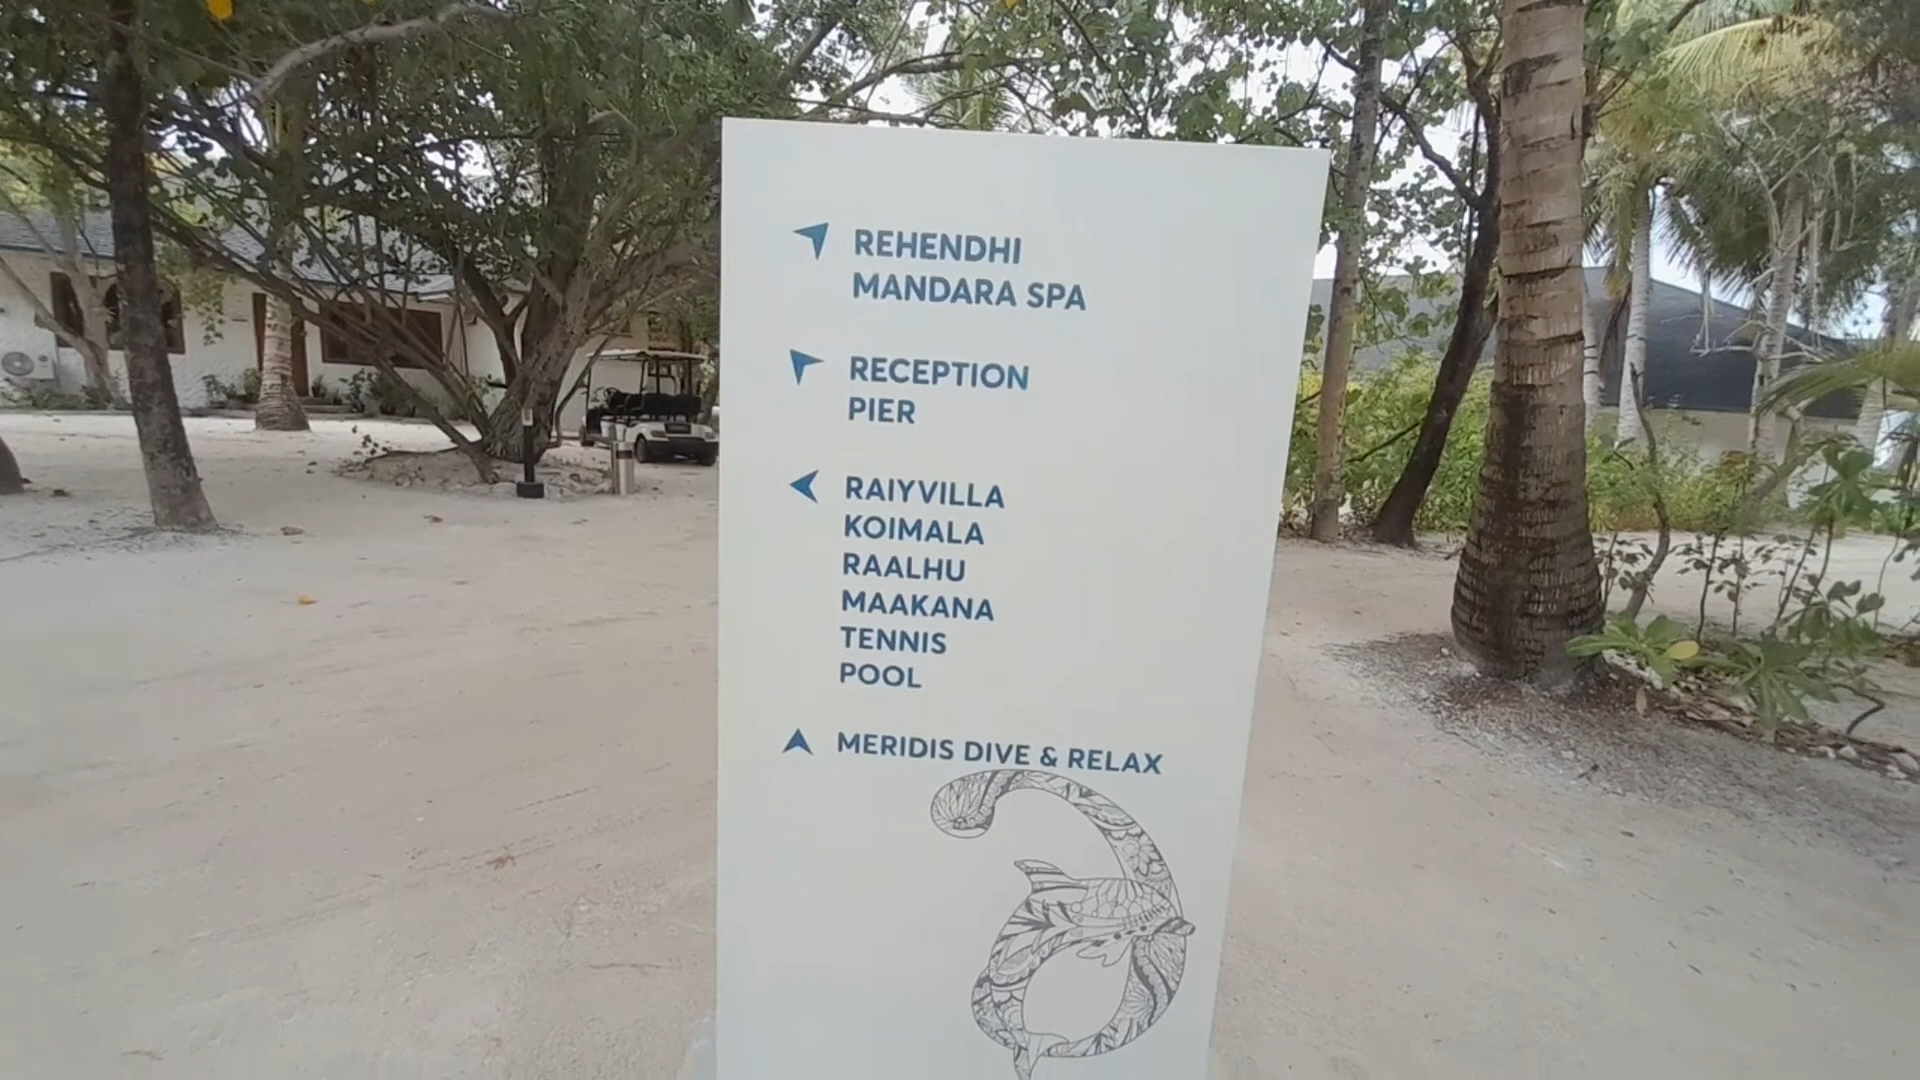 REHENDHI
MANDARA SPA
RECEPTION
PIER
RAIYVILLA
KOIMALA
RAALHU
MAAKANA
TENNIS
POOL
MERIDIS DIVE & RELAX